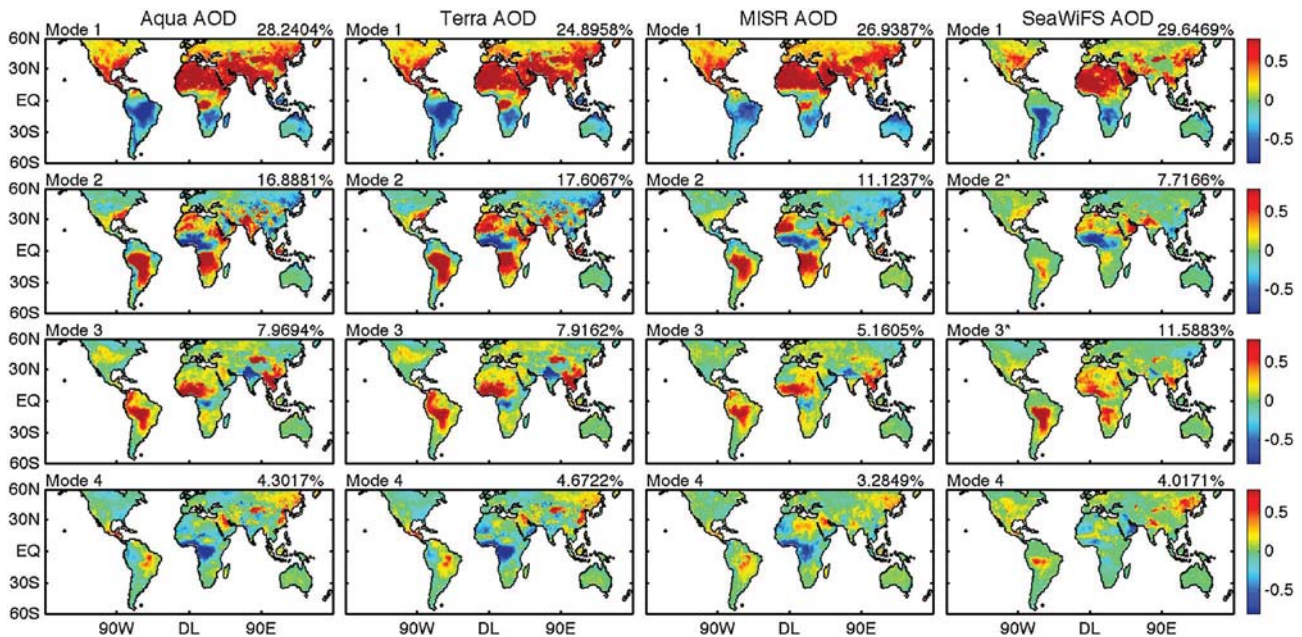 Aqua AOD Terra AOD MISR AOD SeaWiFS AOD
Mode 1 28.2404% Mode 1 24.8958% Mode 1 26.9387% Mode 1 29.6469%
60N
30N
EQ
30S
60S
0.5
0
-0.5
Mode 2 16.8881% Mode 2 17.6067% Mode 2 11.1237% Mode 2* 7.7166%
60N
30N
EQ
30S
60S
0.5
0
-0.5
Mode 3 7.9694% Mode 3 7.9162% Mode 3 5.1605% Mode 3* 11.5883%
60N
30N
EQ
30S
60S
0.5
0
-0.5
Mode 4 4.3017% Mode 4 4.6722% Mode 4 3.2849% Mode 4 4.0171%
60N
30N
EQ
30S
60S
0.5
0
-0.5
90W DL 90E 90W DL 90E 90W DL 90E 90W DL 90E